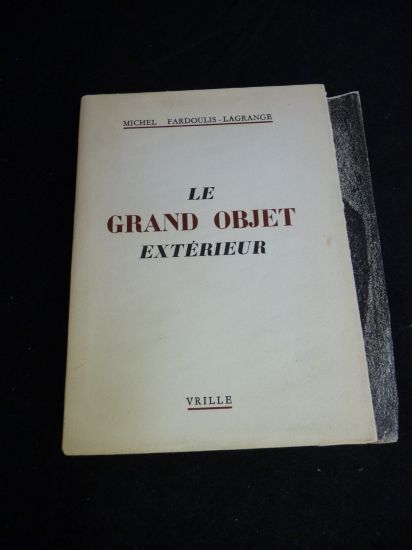 MICHEL FARDOULIS-LAGRANGE
LE
GRAND OBJET
EXTÉRIEUR
VRILLE